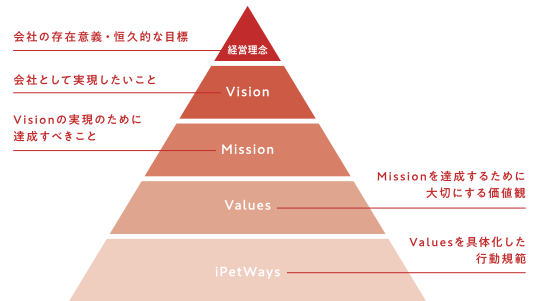 会社の存在意義・恒久的な目標
経営理念
会社として実現したいこと
Vision
Visionの実現のために
達成すべきこと
Mission
Missionを達成するために
大切にする価値観
Values
Valuesを具体化した
行動規範
iPetWays